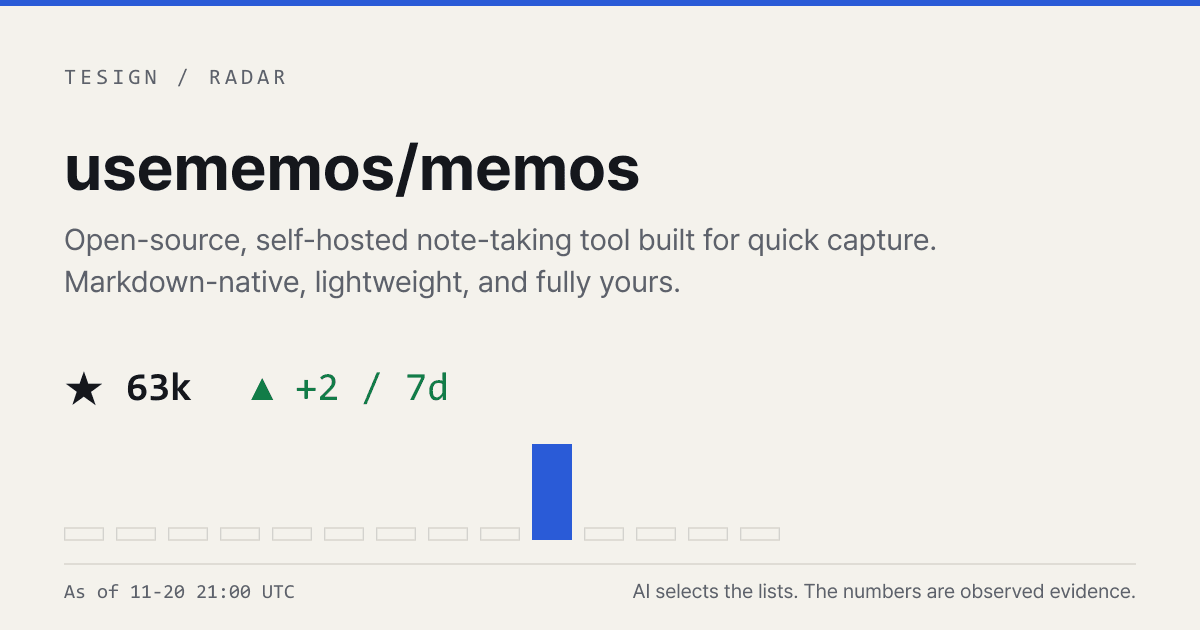 TESIGN / RADAR
usememos/memos
Open-source, self-hosted note-taking tool built for quick capture.
Markdown-native, lightweight, and fully yours.
★ 63k ▲ +2 / 7d
As of 11-20 21:00 UTC
AI selects the lists. The numbers are observed evidence.